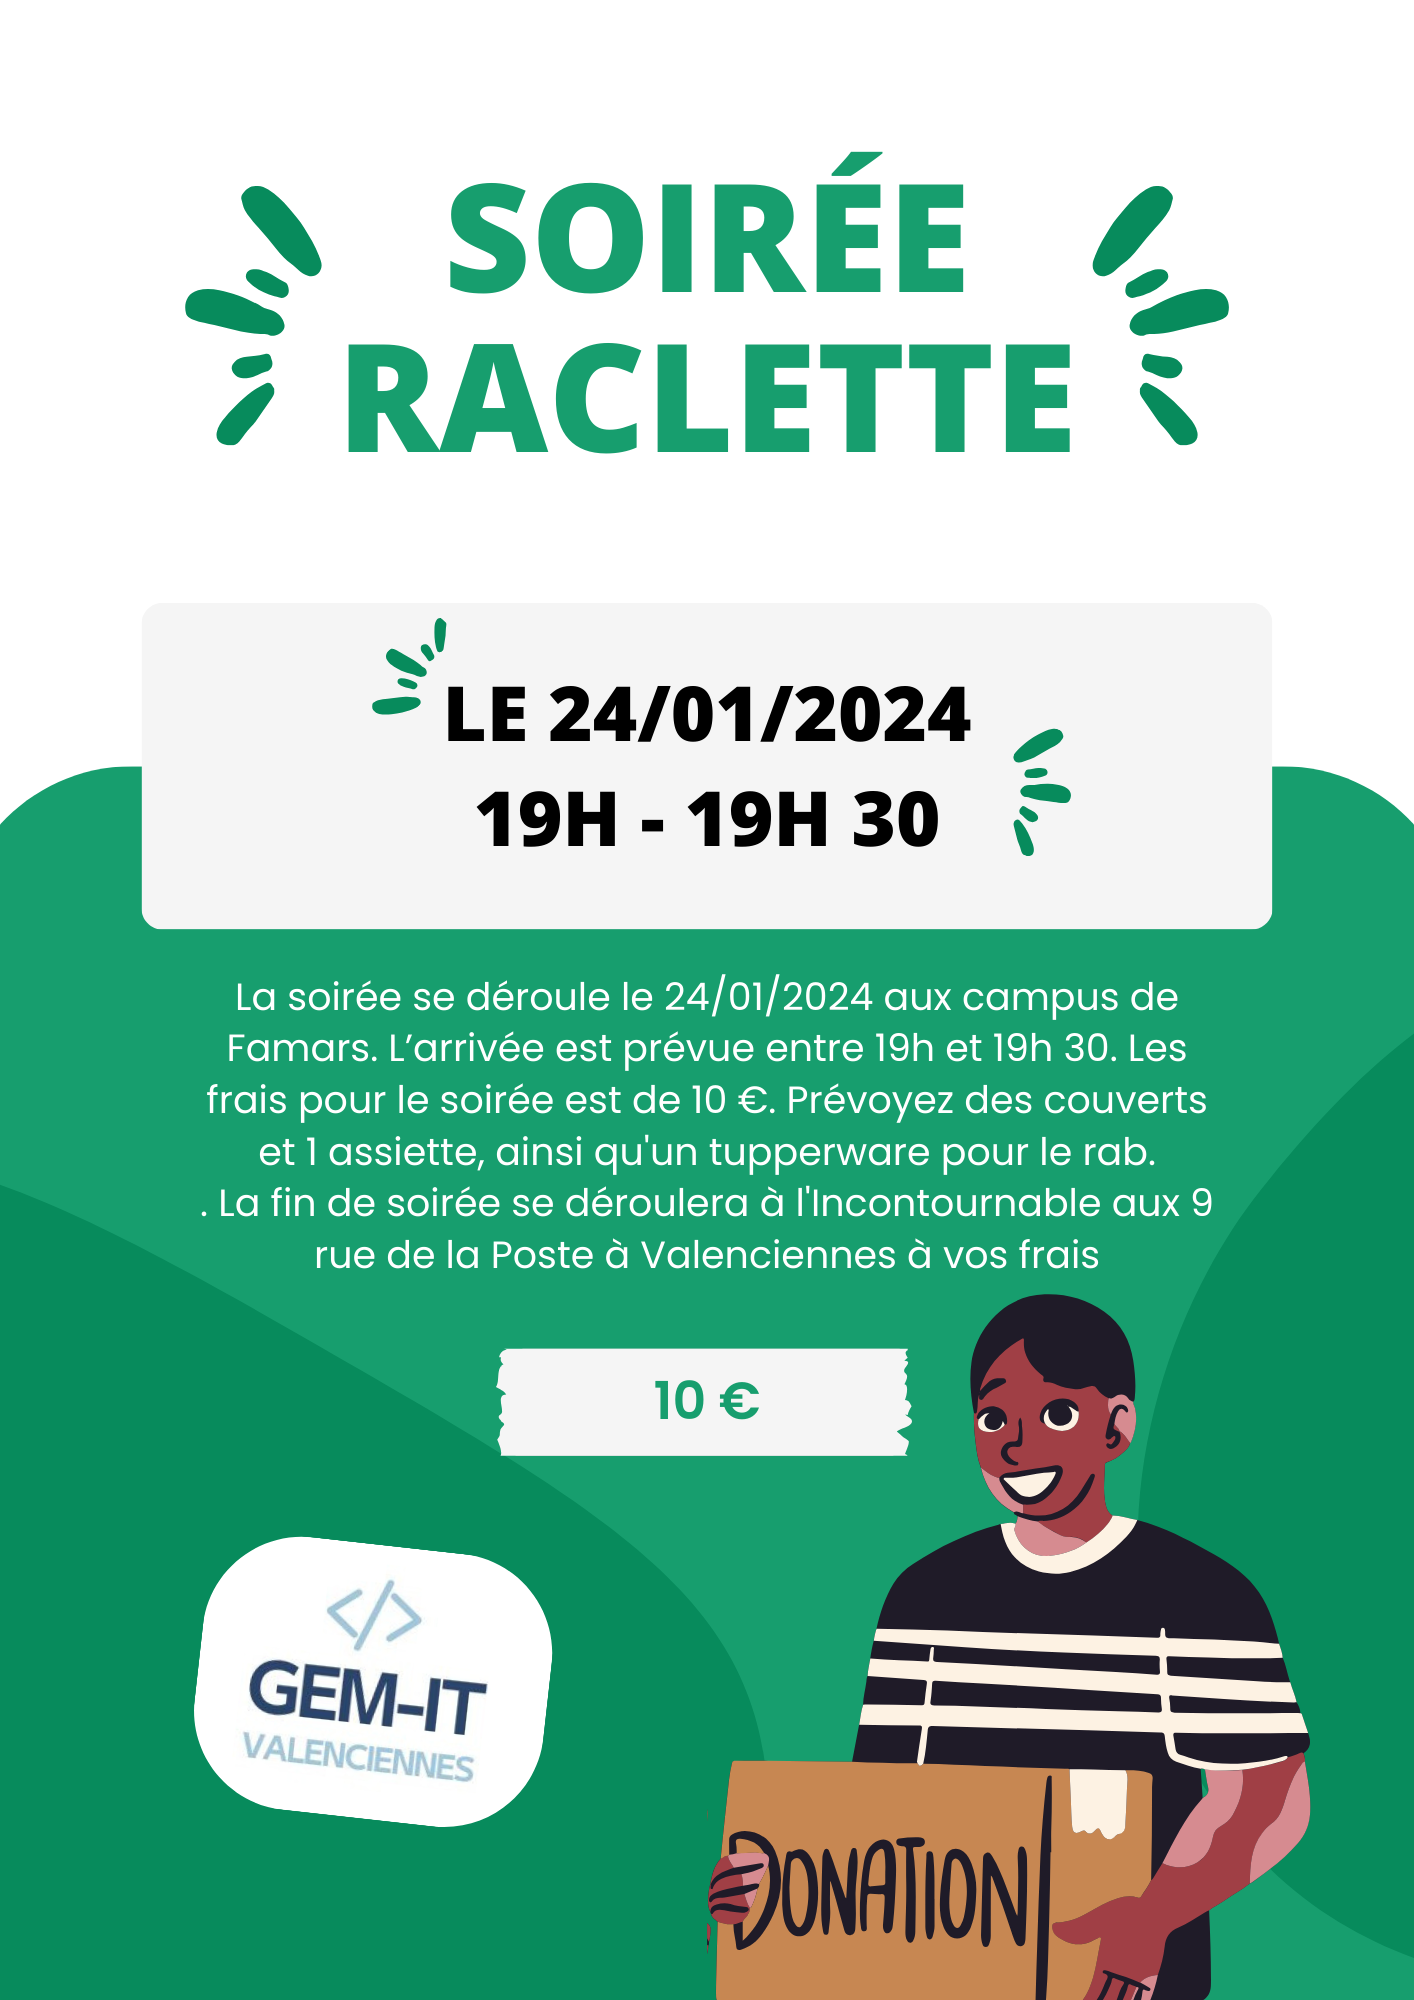 SOIRÉE
RACLETTE
LE 24/01/2024
19H - 19H 30
La soirée se déroule le 24/01/2024 aux campus de
Famars. L’arrivée est prévue entre 19h et 19h 30. Les
frais pour le soirée est de 10 €. Prévoyez des couverts
et 1 assiette, ainsi qu'un tupperware pour le rab.
. La fin de soirée se déroulera à l'Incontournable aux 9
rue de la Poste à Valenciennes à vos frais
10 €
</>
GEM-IT
VALENCIENNES
DONATION